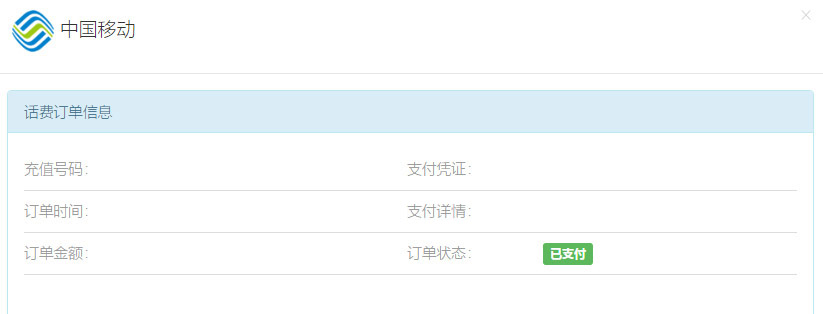 中国移动
话费订单信息
充值号码:
支付凭证:
订单时间:
支付详情:
订单金额:
订单状态: 已支付